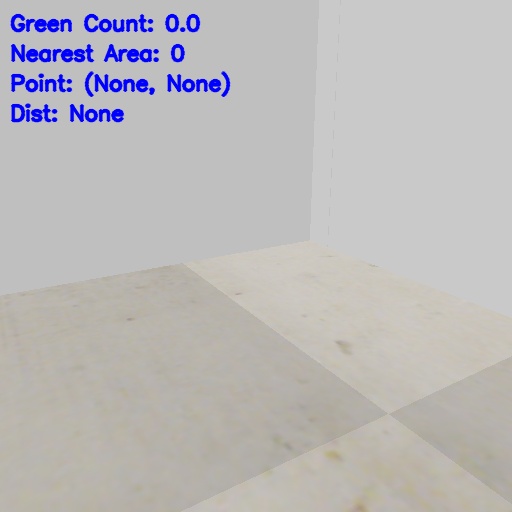 Green Count: 0.0
Nearest Area: 0
Point: (None, None)
Dist: None